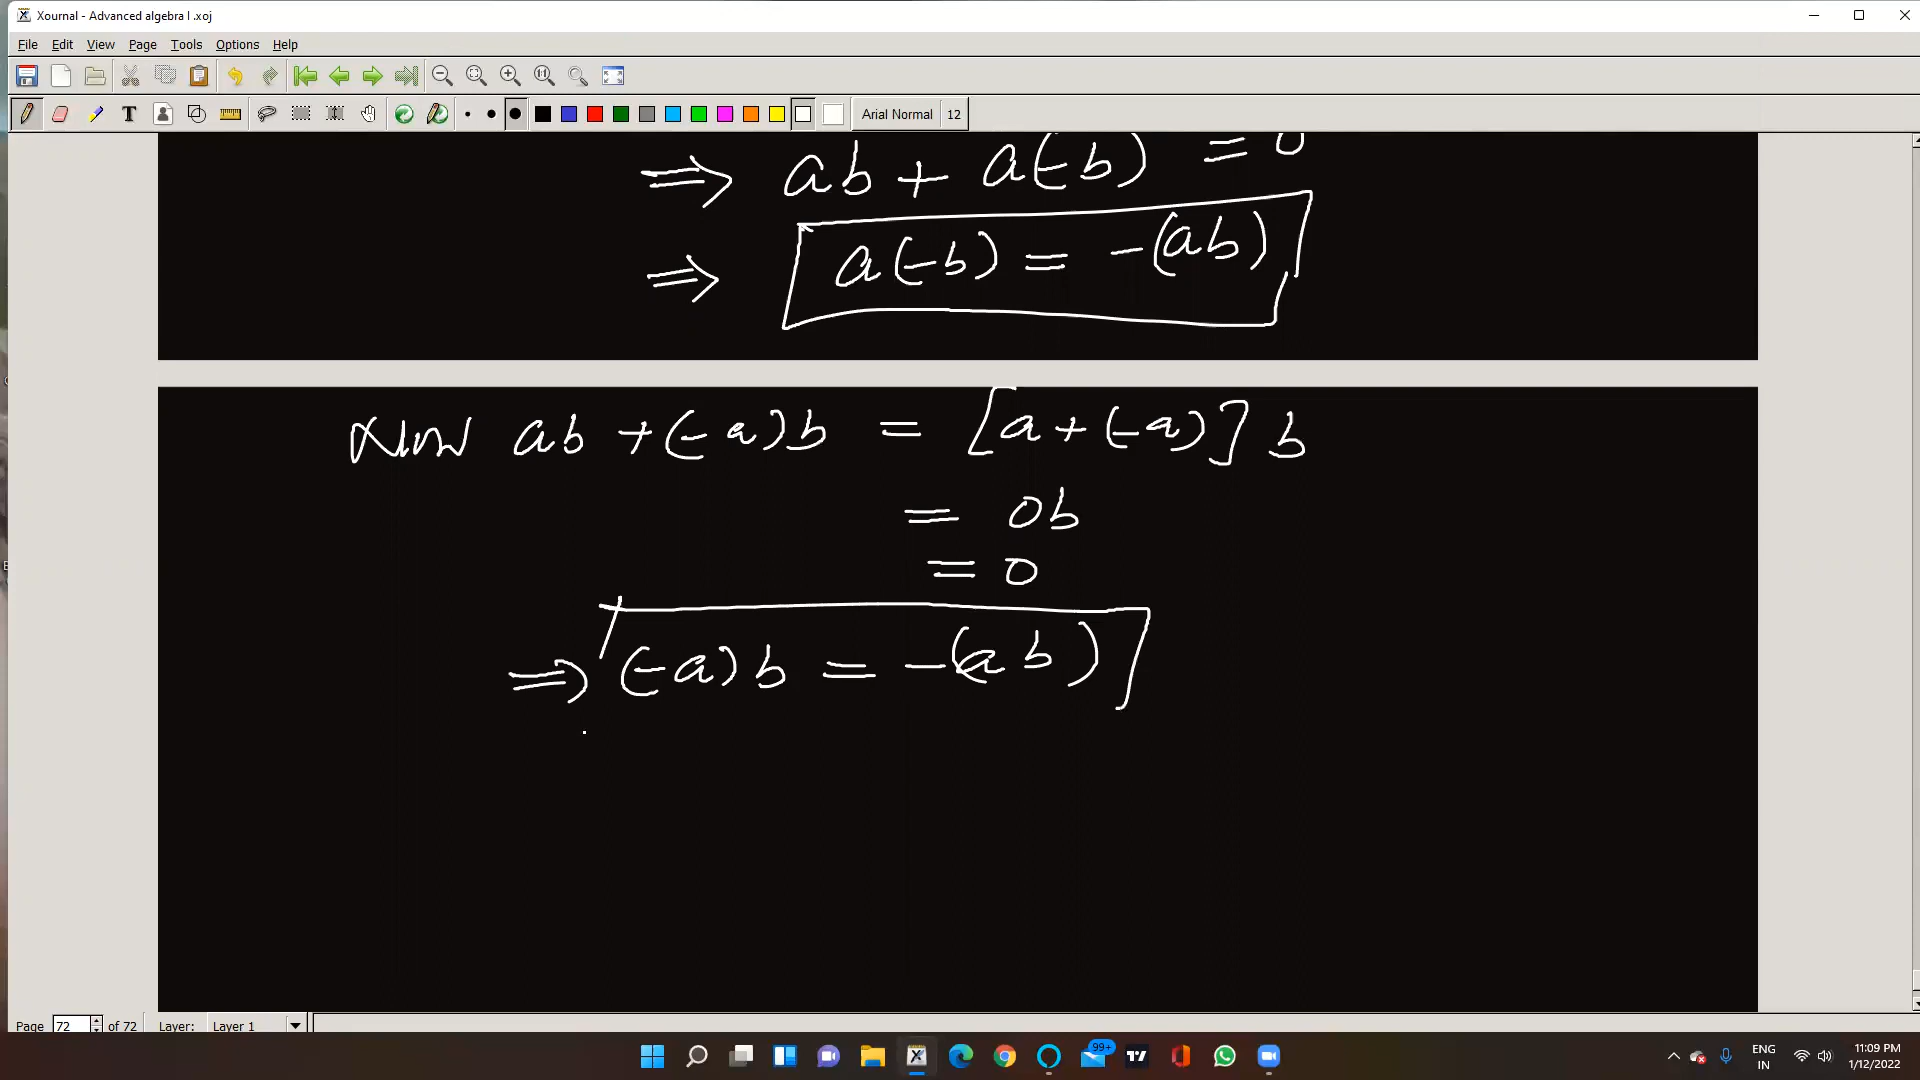 Xournal - Advanced algebra I .xoj
File Edit View Page Tools Options Help
T Arial Normal 12
⇒ ab + a(-b) = 0
⇒ a(-b) = -(ab)
Now ab + (-a)b = [a + (-a)] b
= 0b
= 0
⇒ (-a)b = -(ab)
Page 72 of 72 Layer: Layer 1
99+
ENG
IN
11:09 PM
1/12/2022